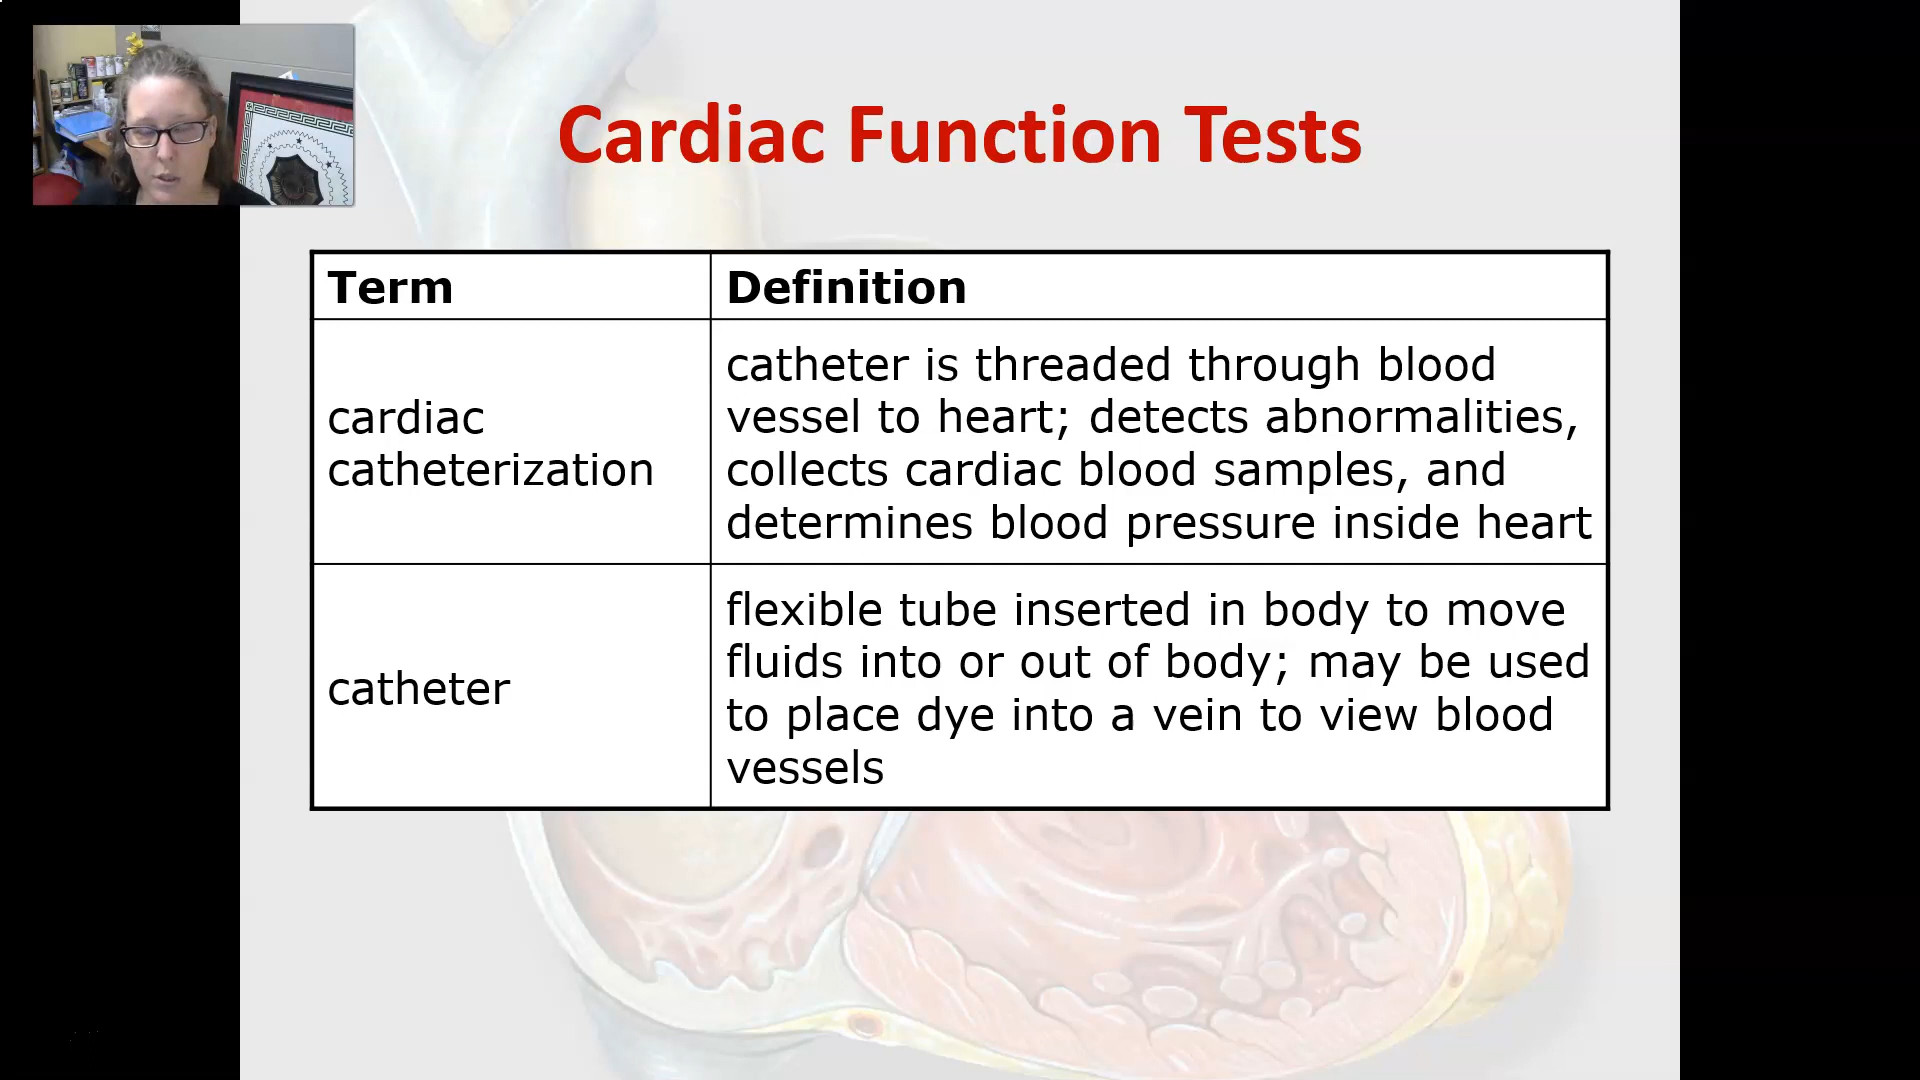 Cardiac Function Tests
Term
Definition
cardiac
catheterization
catheter is threaded through blood
vessel to heart; detects abnormalities,
collects cardiac blood samples, and
determines blood pressure inside heart
catheter
flexible tube inserted in body to move
fluids into or out of body; may be used
to place dye into a vein to view blood
vessels